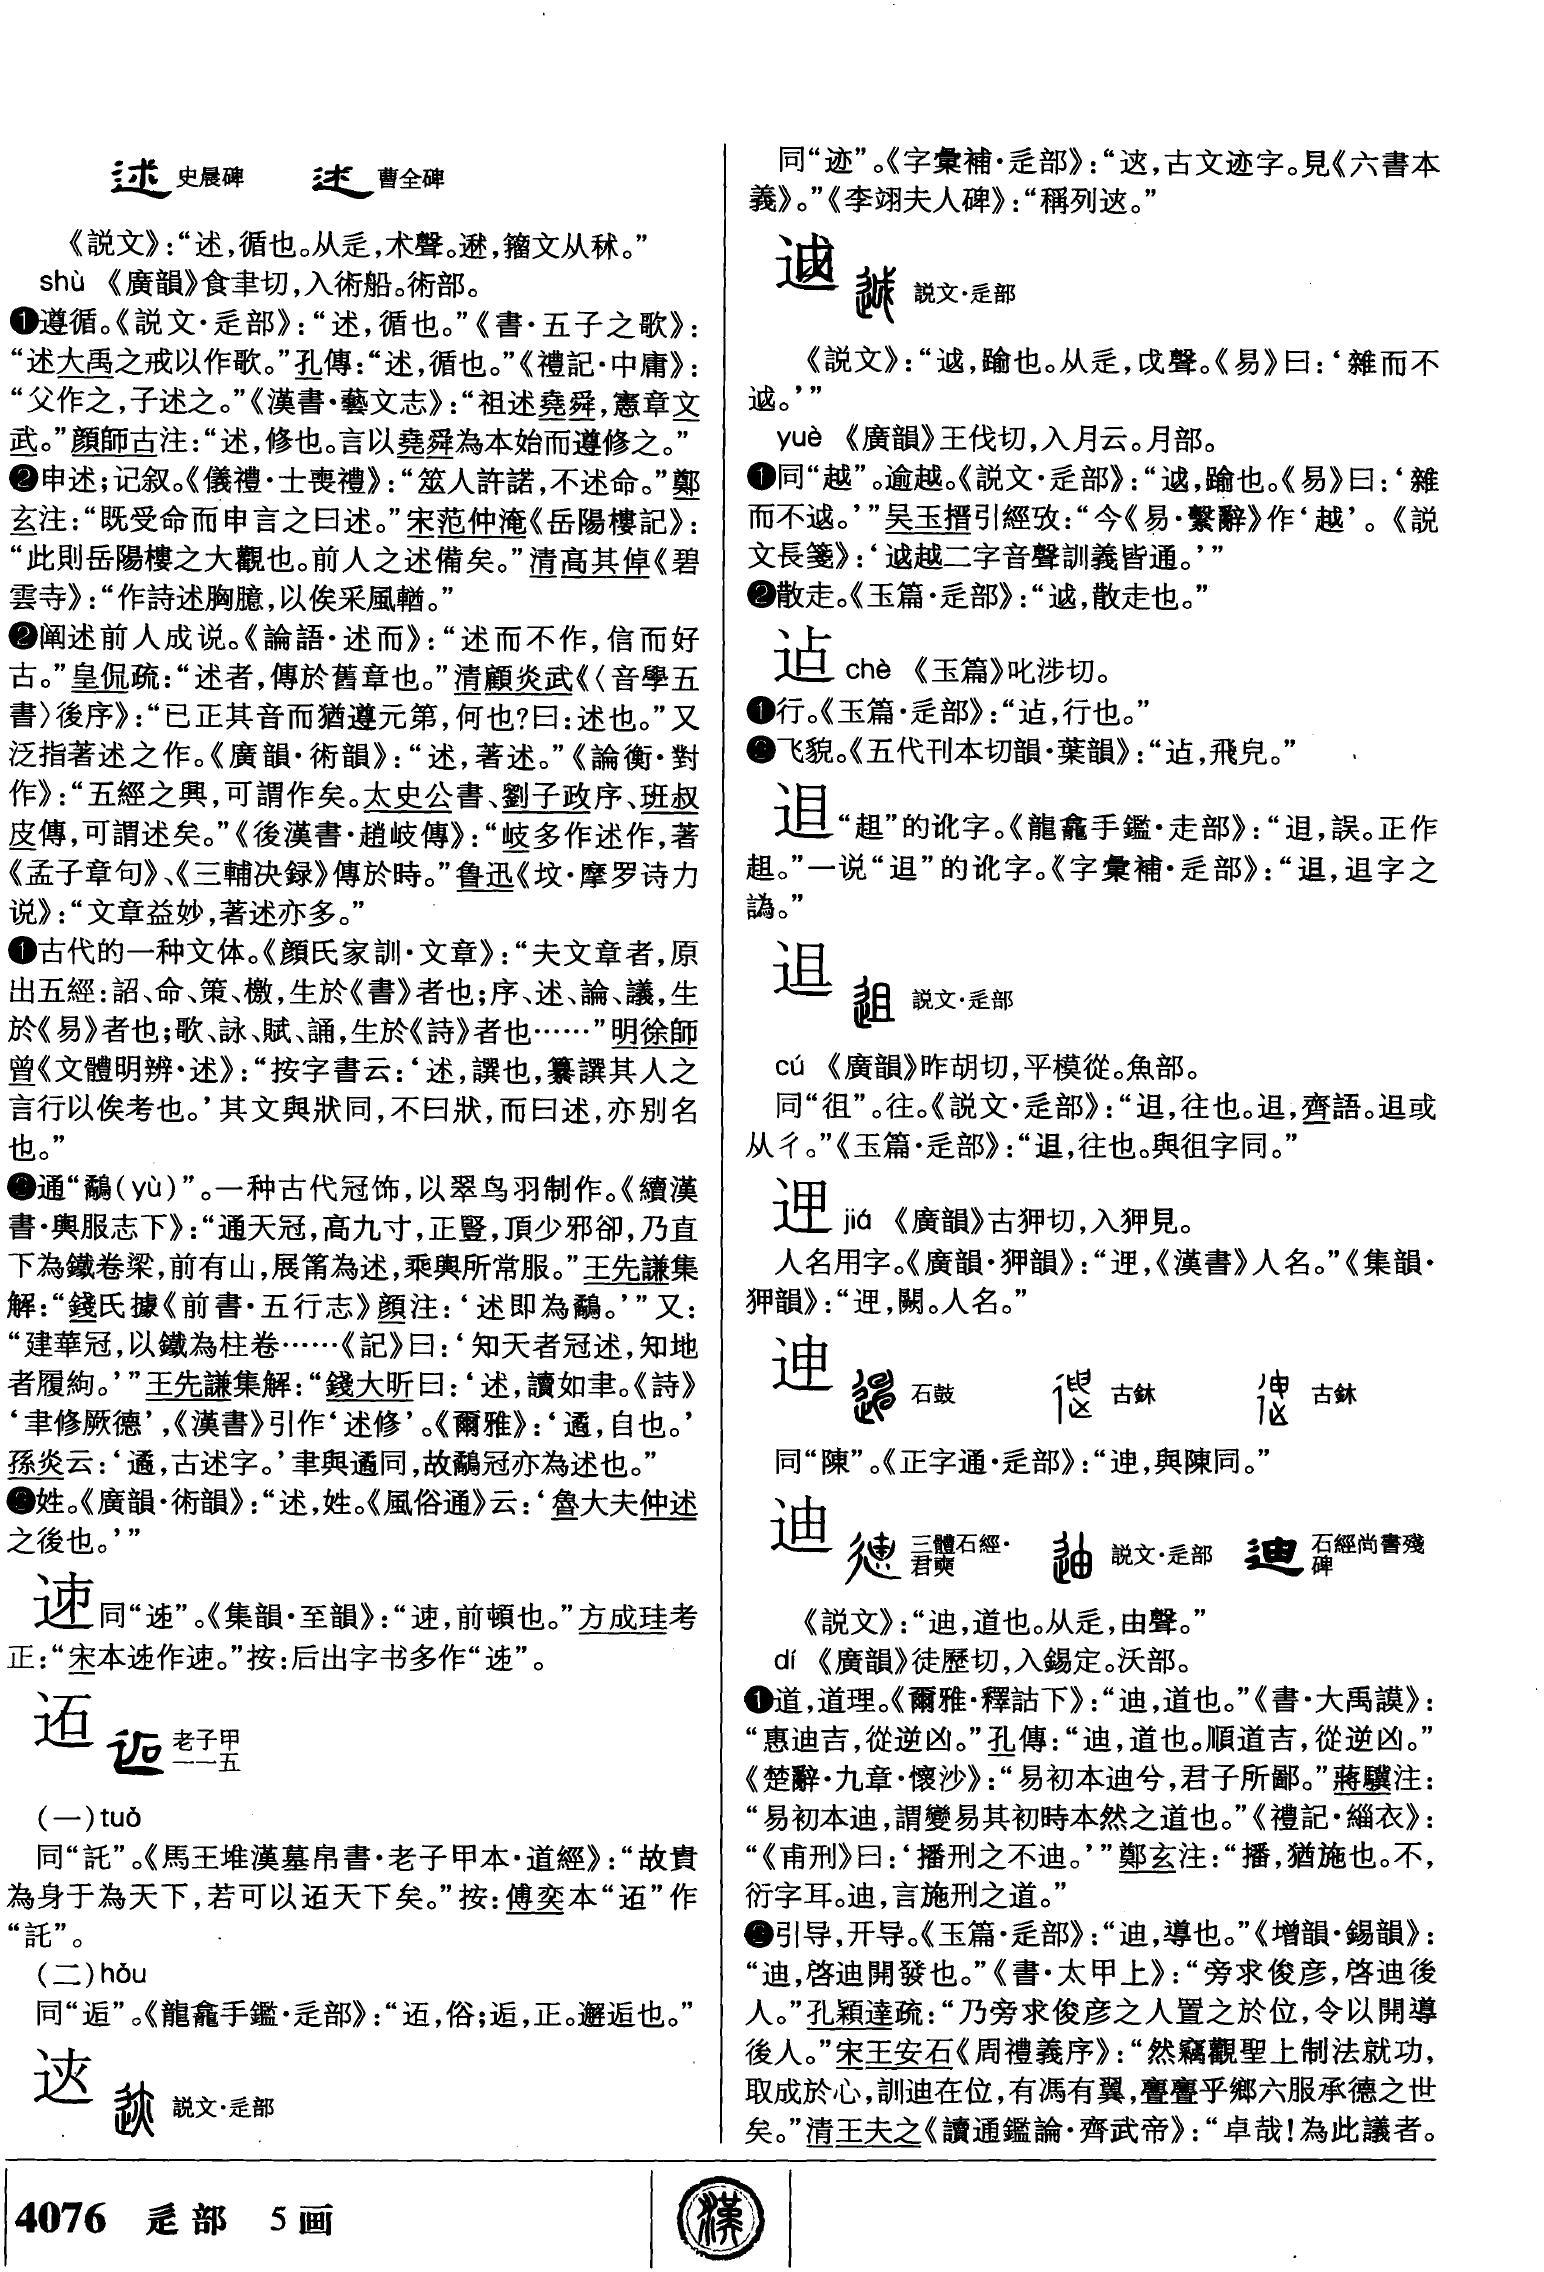 述 史晨碑 述 曹全碑
《説文》：“述，循也。从辵，术聲。𨒪，籀文从秫。”
shù 《廣韻》食聿切，入術船。術部。
❶遵循。《説文·辵部》：“述，循也。”《書·五子之歌》：
“述大禹之戒以作歌。”孔傳：“述，循也。”《禮記·中庸》：
“父作之，子述之。”《漢書·藝文志》：“祖述堯舜，憲章文
武。”顔師古注：“述，修也。言以堯舜為本始而遵修之。”
❷申述；记叙。《儀禮·士喪禮》：“筮人許諾，不述命。”鄭
玄注：“既受命而申言之曰述。”宋范仲淹《岳陽樓記》：
“此則岳陽樓之大觀也。前人之述備矣。”清高其倬《碧
雲寺》：“作詩述胸臆，以俟采風輶。”
❷阐述前人成说。《論語·述而》：“述而不作，信而好
古。”皇侃疏：“述者，傳於舊章也。”清顧炎武《〈音學五
書〉後序》：“已正其音而猶遵元第，何也？曰：述也。”又
泛指著述之作。《廣韻·術韻》：“述，著述。”《論衡·對
作》：“五經之興，可謂作矣。太史公書、劉子政序、班叔
皮傳，可謂述矣。”《後漢書·趙岐傳》：“岐多作述作，著
《孟子章句》、《三輔决録》傳於時。”鲁迅《坟·摩罗诗力
说》：“文章益妙，著述亦多。”
❶古代的一种文体。《顔氏家訓·文章》：“夫文章者，原
出五經：詔、命、策、檄，生於《書》者也；序、述、論、議，生
於《易》者也；歌、詠、賦、誦，生於《詩》者也……”明徐師
曾《文體明辨·述》：“按字書云：‘述，譔也，纂譔其人之
言行以俟考也。’其文與狀同，不曰狀，而曰述，亦别名
也。”
❸通“鷸（yù）”。一种古代冠饰，以翠鸟羽制作。《續漢
書·輿服志下》：“通天冠，高九寸，正豎，頂少邪卻，乃直
下為鐵卷梁，前有山，展筩為述，乘輿所常服。”王先謙集
解：“錢氏據《前書·五行志》顔注：‘述即為鷸。’”又：
“建華冠，以鐵為柱卷……《記》曰：‘知天者冠述，知地
者履絇。’”王先謙集解：“錢大昕曰：‘述，讀如聿。《詩》
‘聿修厥德’，《漢書》引作‘述修’。《爾雅》：‘遹，自也。’
孫炎云：‘遹，古述字。’聿與遹同，故鷸冠亦為述也。”
❸姓。《廣韻·術韻》：“述，姓。《風俗通》云：‘魯大夫仲述
之後也。’”
同《集韻·至韻》：“前頓也。”方成珪考
正：“宋本作。”按：后出字书多作
䢍 老子甲一一五
（一）tuō
同“託”。《馬王堆漢墓帛書·老子甲本·道經》：“故貴
為身于為天下，若可以䢍天下矣。”按：傅奕本“䢍”作
“託”。
（二）hòu
同“逅”。《龍龕手鑑·辵部》：“䢍，俗；逅，正。邂逅也。”
𨒬 説文·辵部
同“迹”。《字彙補·辵部》：“𨒬，古文迹字。見《六書本
義》。”《李翊夫人碑》：“稱列𨒬。”
𨒋 説文·辵部
《説文》：“𨒋，踰也。从辵，戉聲。《易》曰：‘雜而不
𨒋。’”
yuè 《廣韻》王伐切，入月云。月部。
❶同“越”。逾越。《説文·辵部》：“𨒋，踰也。《易》曰：‘雜
而不𨒋。’”吴玉搢引經攷：“今《易·繫辭》作‘越’。《説
文長箋》：‘𨒋越二字音聲訓義皆通。’”
❷散走。《玉篇·辵部》：“𨒋，散走也。”
迠 chè 《玉篇》叱涉切。
❶行。《玉篇·辵部》：“迠，行也。”
❷飞貌。《五代刊本切韻·葉韻》：“迠，飛皃。”
“趄”的讹字。《龍龕手鑑·走部》：“誤。正作
趄。”一说“迌”的讹字。《字彙補·辵部》：“字之
譌。”
𨒫 説文·辵部
cú 《廣韻》昨胡切，平模從。魚部。
同“徂”。往。《説文·辵部》：“𨒫，往也。𨒫，齊語。𨒫或
从彳。”《玉篇·辵部》：“𨒫，往也。與徂字同。”
𨒇 jiá 《廣韻》古狎切，入狎見。
人名用字。《廣韻·狎韻》：“𨒇，《漢書》人名。”《集韻·
狎韻》：“𨒇，闕。人名。”
迧 石鼓 古鉨 古鉨
同“陳”。《正字通·辵部》：“迧，與陳同。”
迪 三體石經·君奭 説文·辵部 石經尚書殘碑
《説文》：“迪，道也。从辵，由聲。”
dí 《廣韻》徒歷切，入錫定。沃部。
❶道，道理。《爾雅·釋詁下》：“迪，道也。”《書·大禹謨》：
“惠迪吉，從逆凶。”孔傳：“迪，道也。順道吉，從逆凶。”
《楚辭·九章·懷沙》：“易初本迪兮，君子所鄙。”蔣驥注：
“易初本迪，謂變易其初時本然之道也。”《禮記·緇衣》：
“《甫刑》曰：‘播刑之不迪。’”鄭玄注：“播，猶施也。不，
衍字耳。迪，言施刑之道。”
❷引导，开导。《玉篇·辵部》：“迪，導也。”《增韻·錫韻》：
“迪，啓迪開發也。”《書·太甲上》：“旁求俊彦，啓迪後
人。”孔穎達疏：“乃旁求俊彦之人置之於位，令以開導
後人。”宋王安石《周禮義序》：“然竊觀聖上制法就功，
取成於心，訓迪在位，有馮有翼，亹亹乎鄉六服承德之世
矣。”清王夫之《讀通鑑論·齊武帝》：“卓哉！為此議者。
4076 辵部 5画
漢